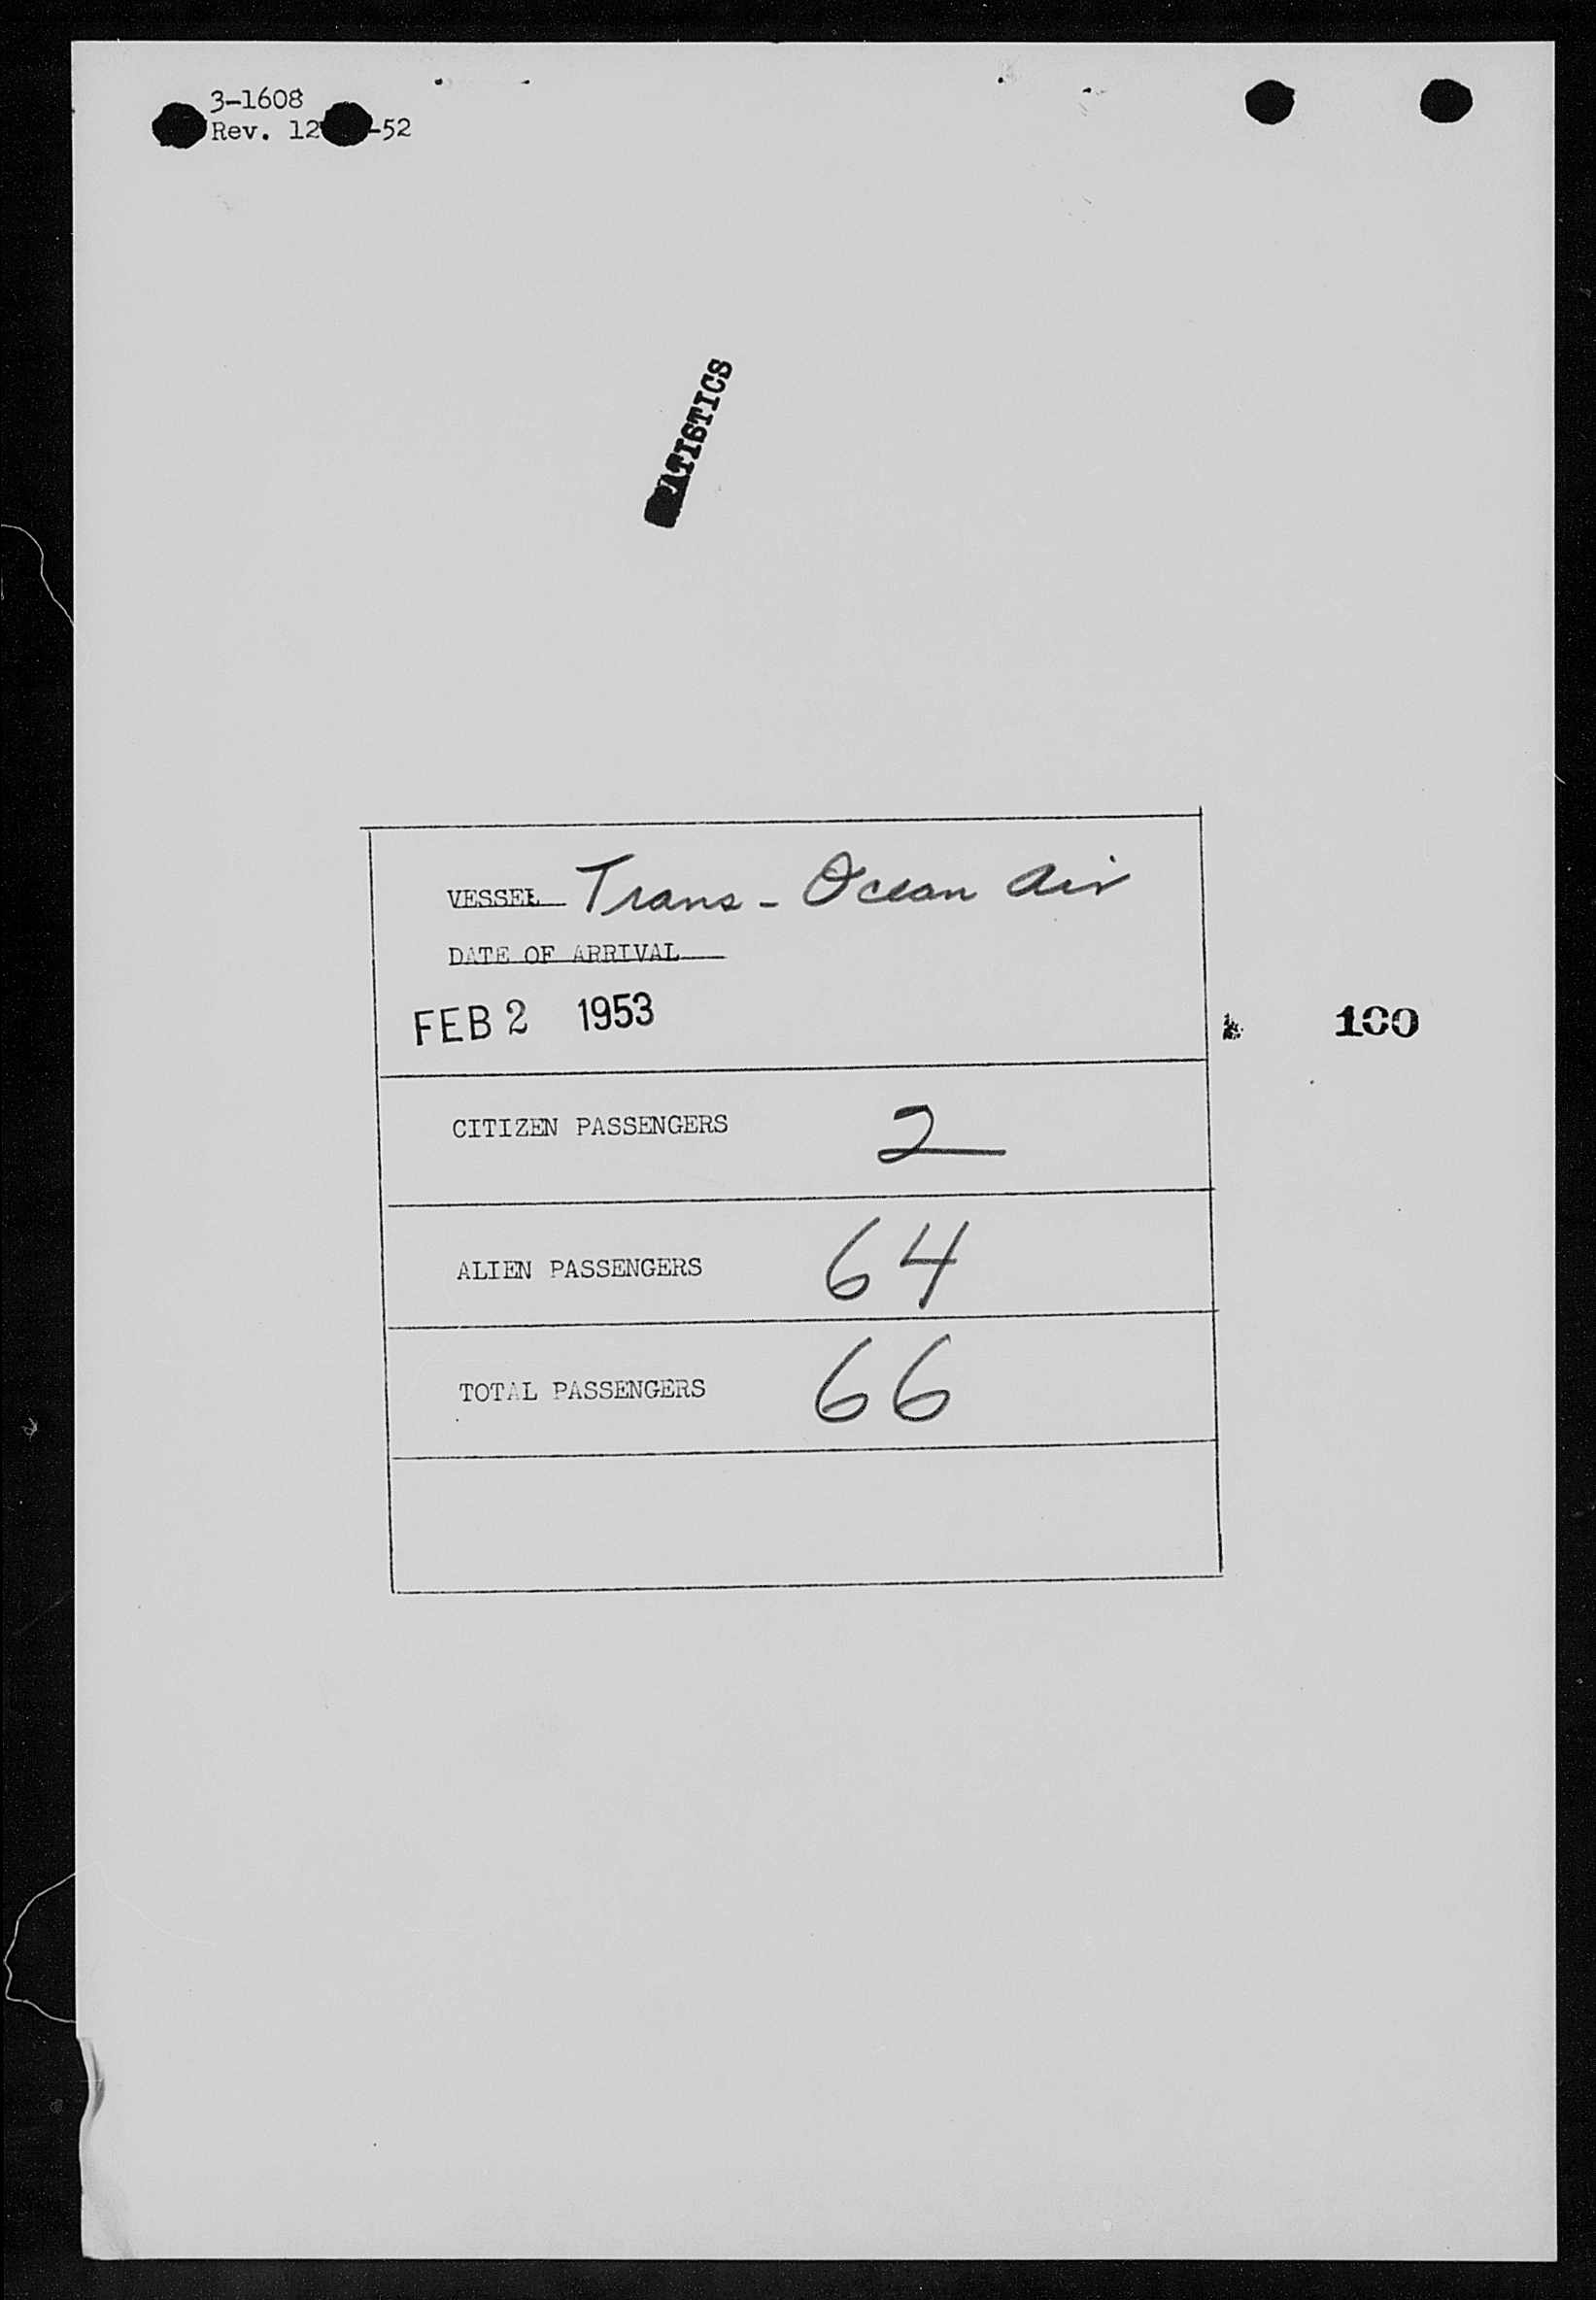 3-1608
Rev. 12 -52
VESSEL Trans - Ocean Air
DATE OF ARRIVAL
FEB 2 1953
100
CITIZEN PASSENGERS 2
ALIEN PASSENGERS 64
TOTAL PASSENGERS 66